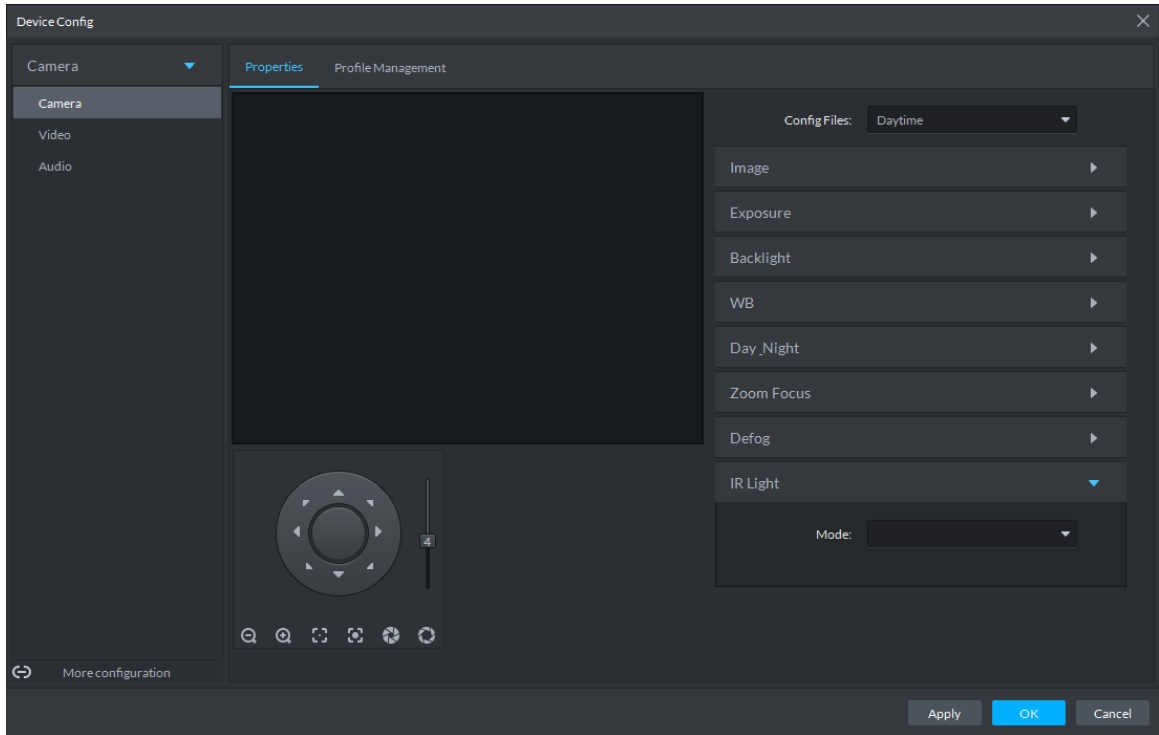 Device Config
Camera
Properties Profile Management
Camera
Video
Audio
Config Files: Daytime
Image
Exposure
Backlight
WB
Day_Night
Zoom Focus
Defog
IR Light
Mode:
4
More configuration
Apply OK Cancel